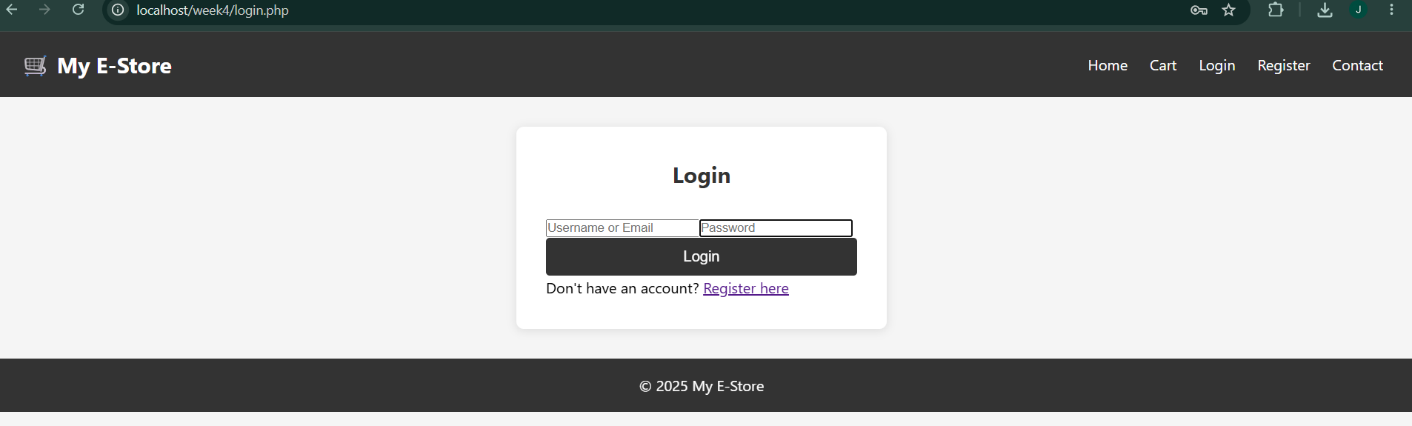 localhost/week4/login.php
J
My E-Store
Home Cart Login Register Contact
Login
Username or Email Password
Login
Don't have an account? Register here
© 2025 My E-Store